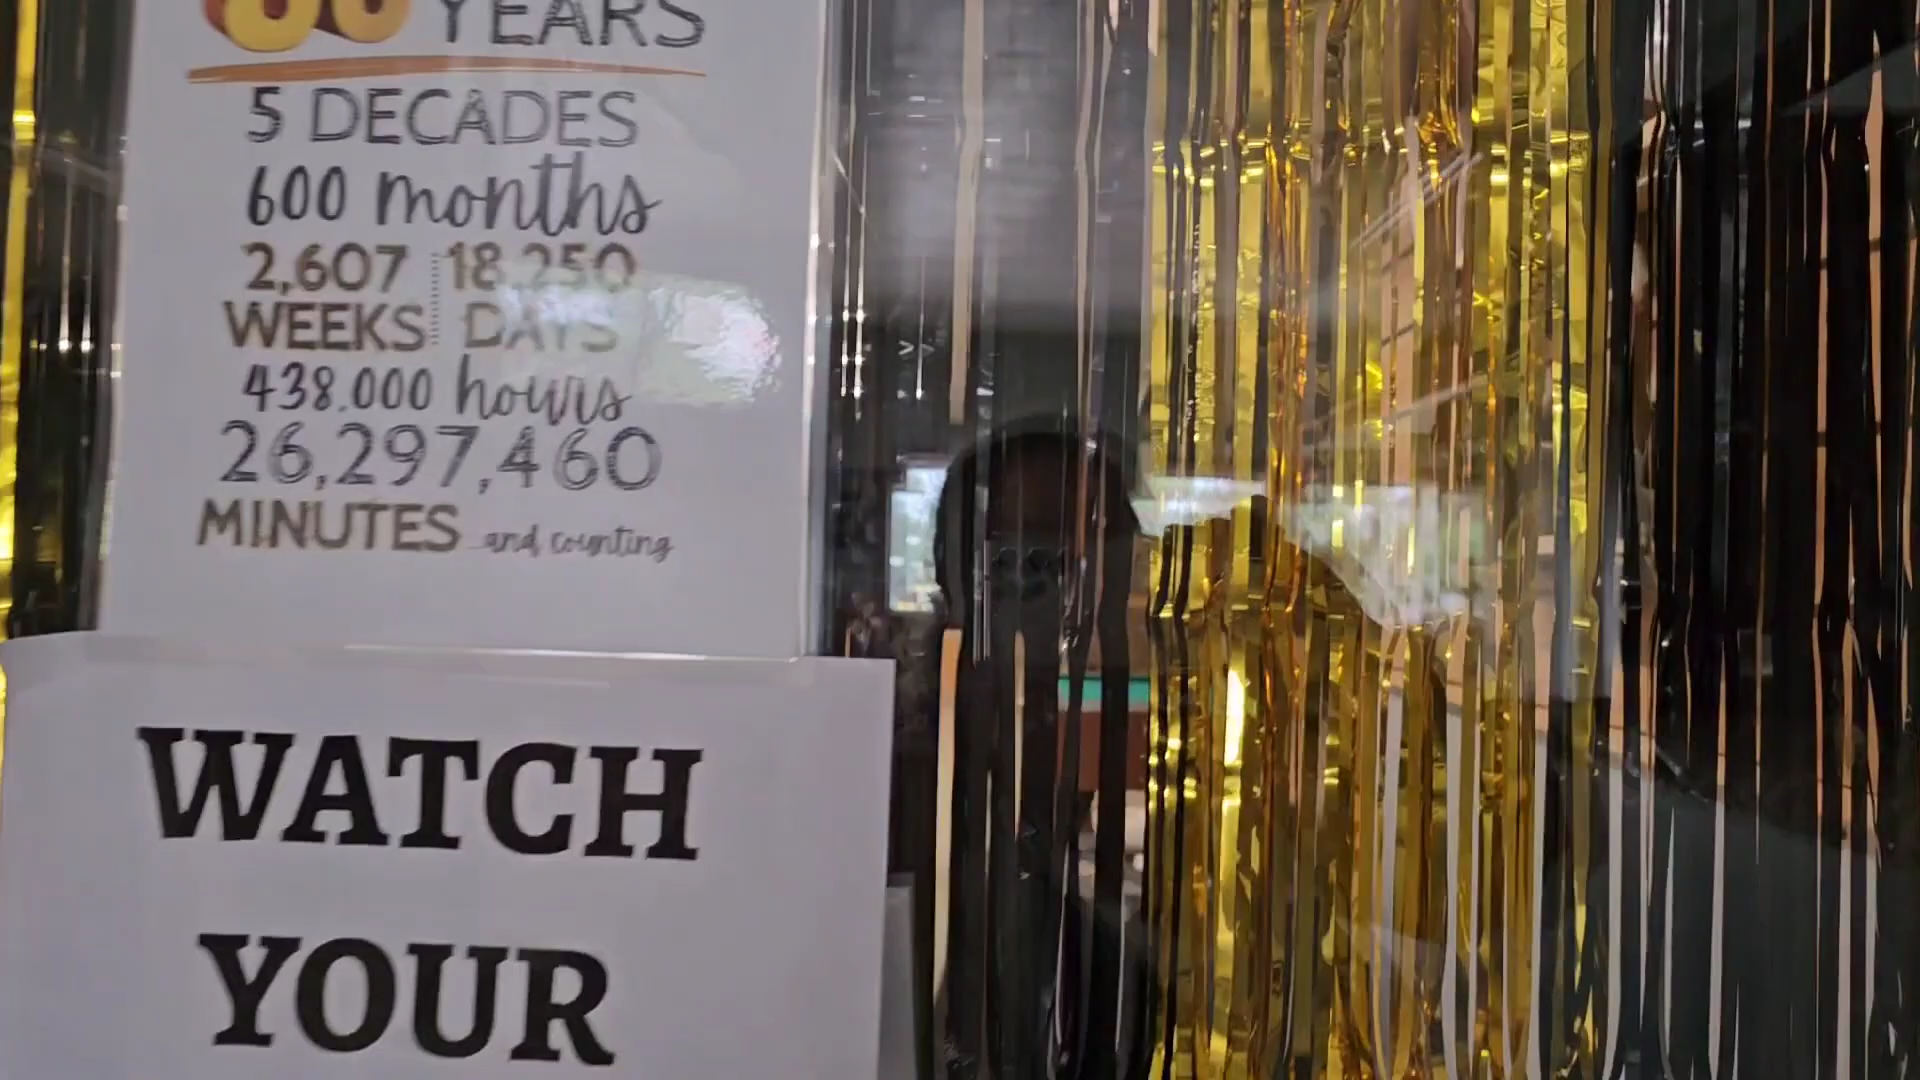 50 YEARS
5 DECADES
600 months
2,607 18,250
WEEKS DAYS
438,000 hours
26,297,460
MINUTES ...and counting
WATCH
YOUR